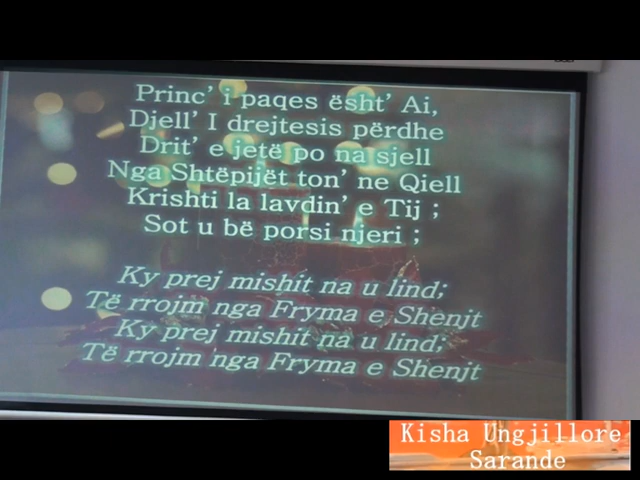 Princ' i paqes ësht' Ai,
Djell' I drejtesis përdhe
Drit' e jetë po na sjell
Nga Shtëpijët ton' ne Qiell
Krishti la lavdin' e Tij ;
Sot u bë porsi njeri ;
Ky prej mishit na u lind;
Të rrojm nga Fryma e Shenjt
Ky prej mishit na u lind;
Të rrojm nga Fryma e Shenjt
Kisha Ungjillore
Sarande